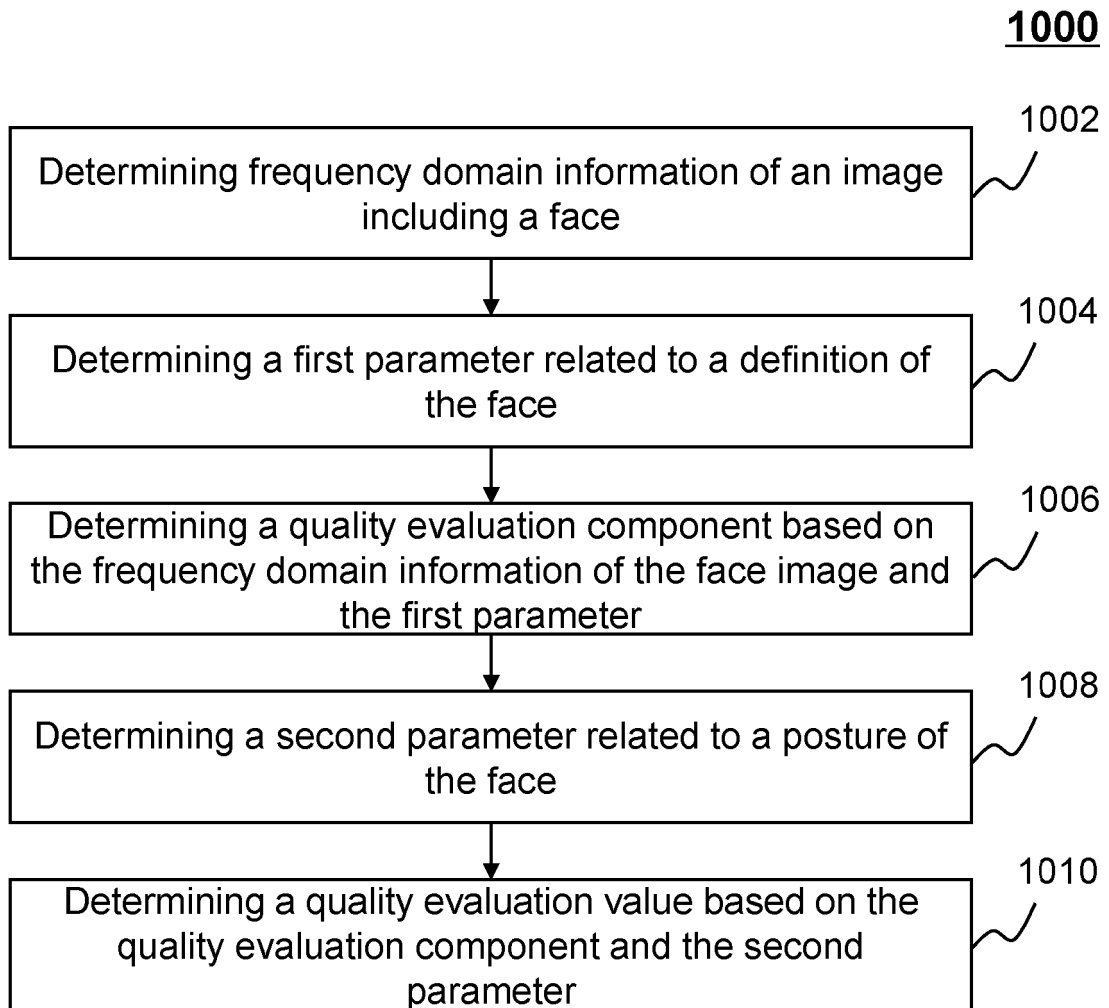 1000
1002
Determining frequency domain information of an image
including a face
1004
Determining a first parameter related to a definition of
the face
1006
Determining a quality evaluation component based on
the frequency domain information of the face image and
the first parameter
1008
Determining a second parameter related to a posture of
the face
1010
Determining a quality evaluation value based on the
quality evaluation component and the second
parameter